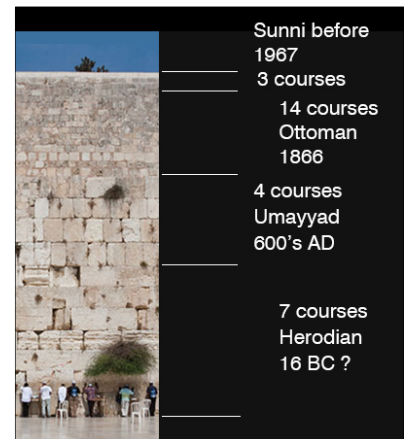 Sunni before
1967
3 courses
14 courses
Ottoman
1866
4 courses
Umayyad
600's AD
7 courses
Herodian
16 BC ?